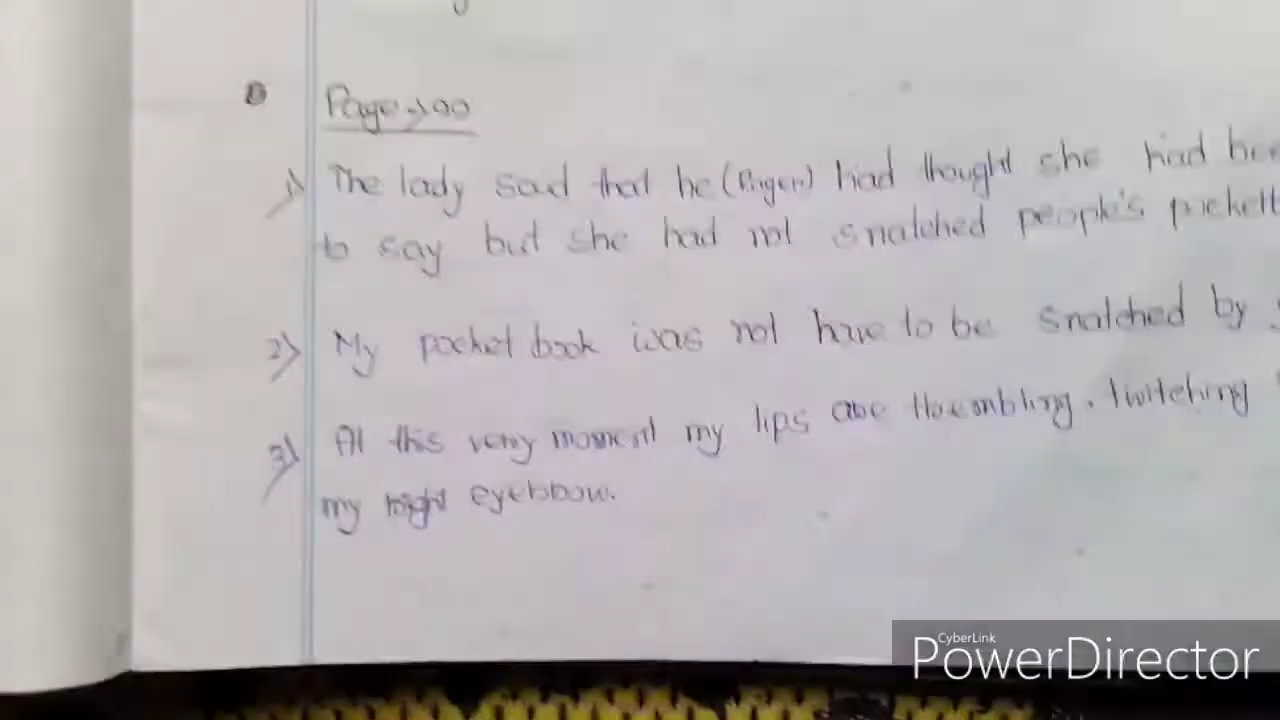 Page → 00
1) The lady said that he (Roger) had thought she had
to say but she had not snatched people's
2) My pocket book was not have to be snatched by
3) At this very moment my lips are trembling. Twitching
my right eyebrow.
CyberLink
PowerDirector